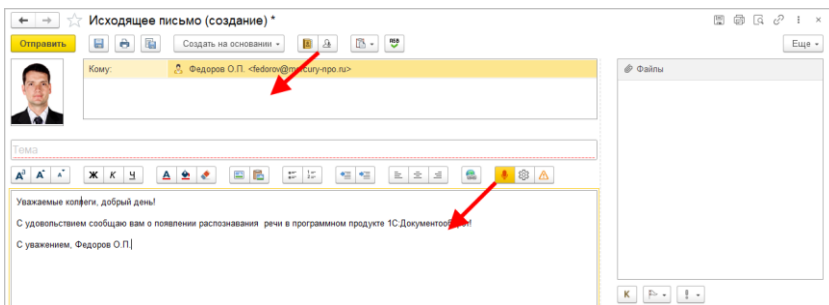 Исходящее письмо (создание) *
Отправить Создать на основании Еще
Кому: Федоров О.П. <fedorov@mercury-npo.ru>
Файлы
Тема
A A A Ж К Ч A
Уважаемые коллеги, добрый день!
С удовольствием сообщаю вам о появлении распознавания речи в программном продукте 1С:Документооборот!
С уважением, Федоров О.П.
К